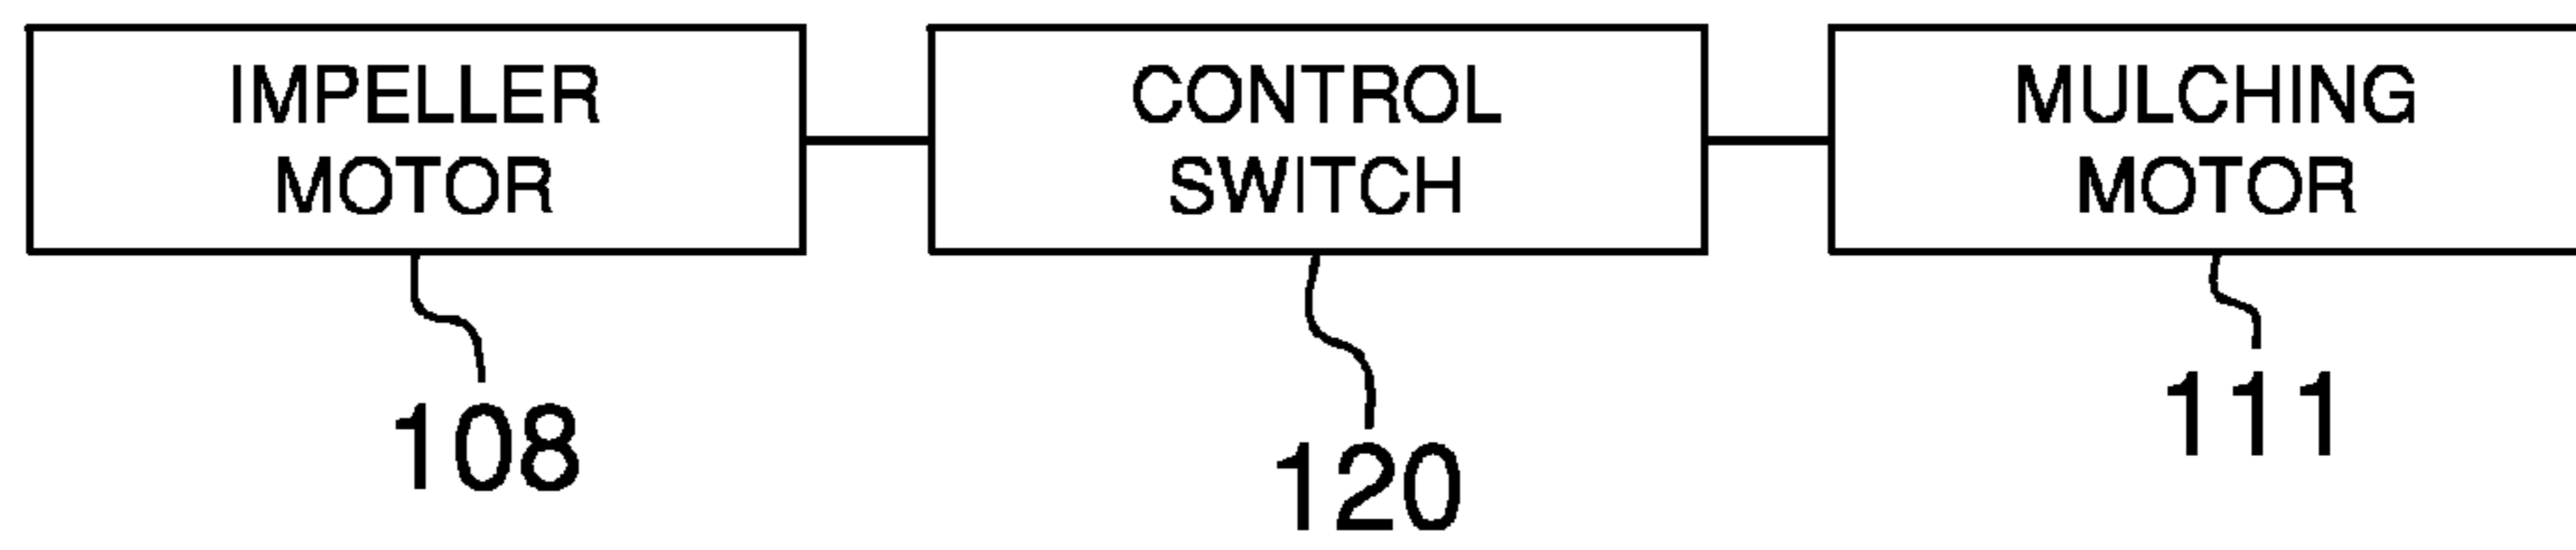 IMPELLER
MOTOR
CONTROL
SWITCH
MULCHING
MOTOR
108
120
111